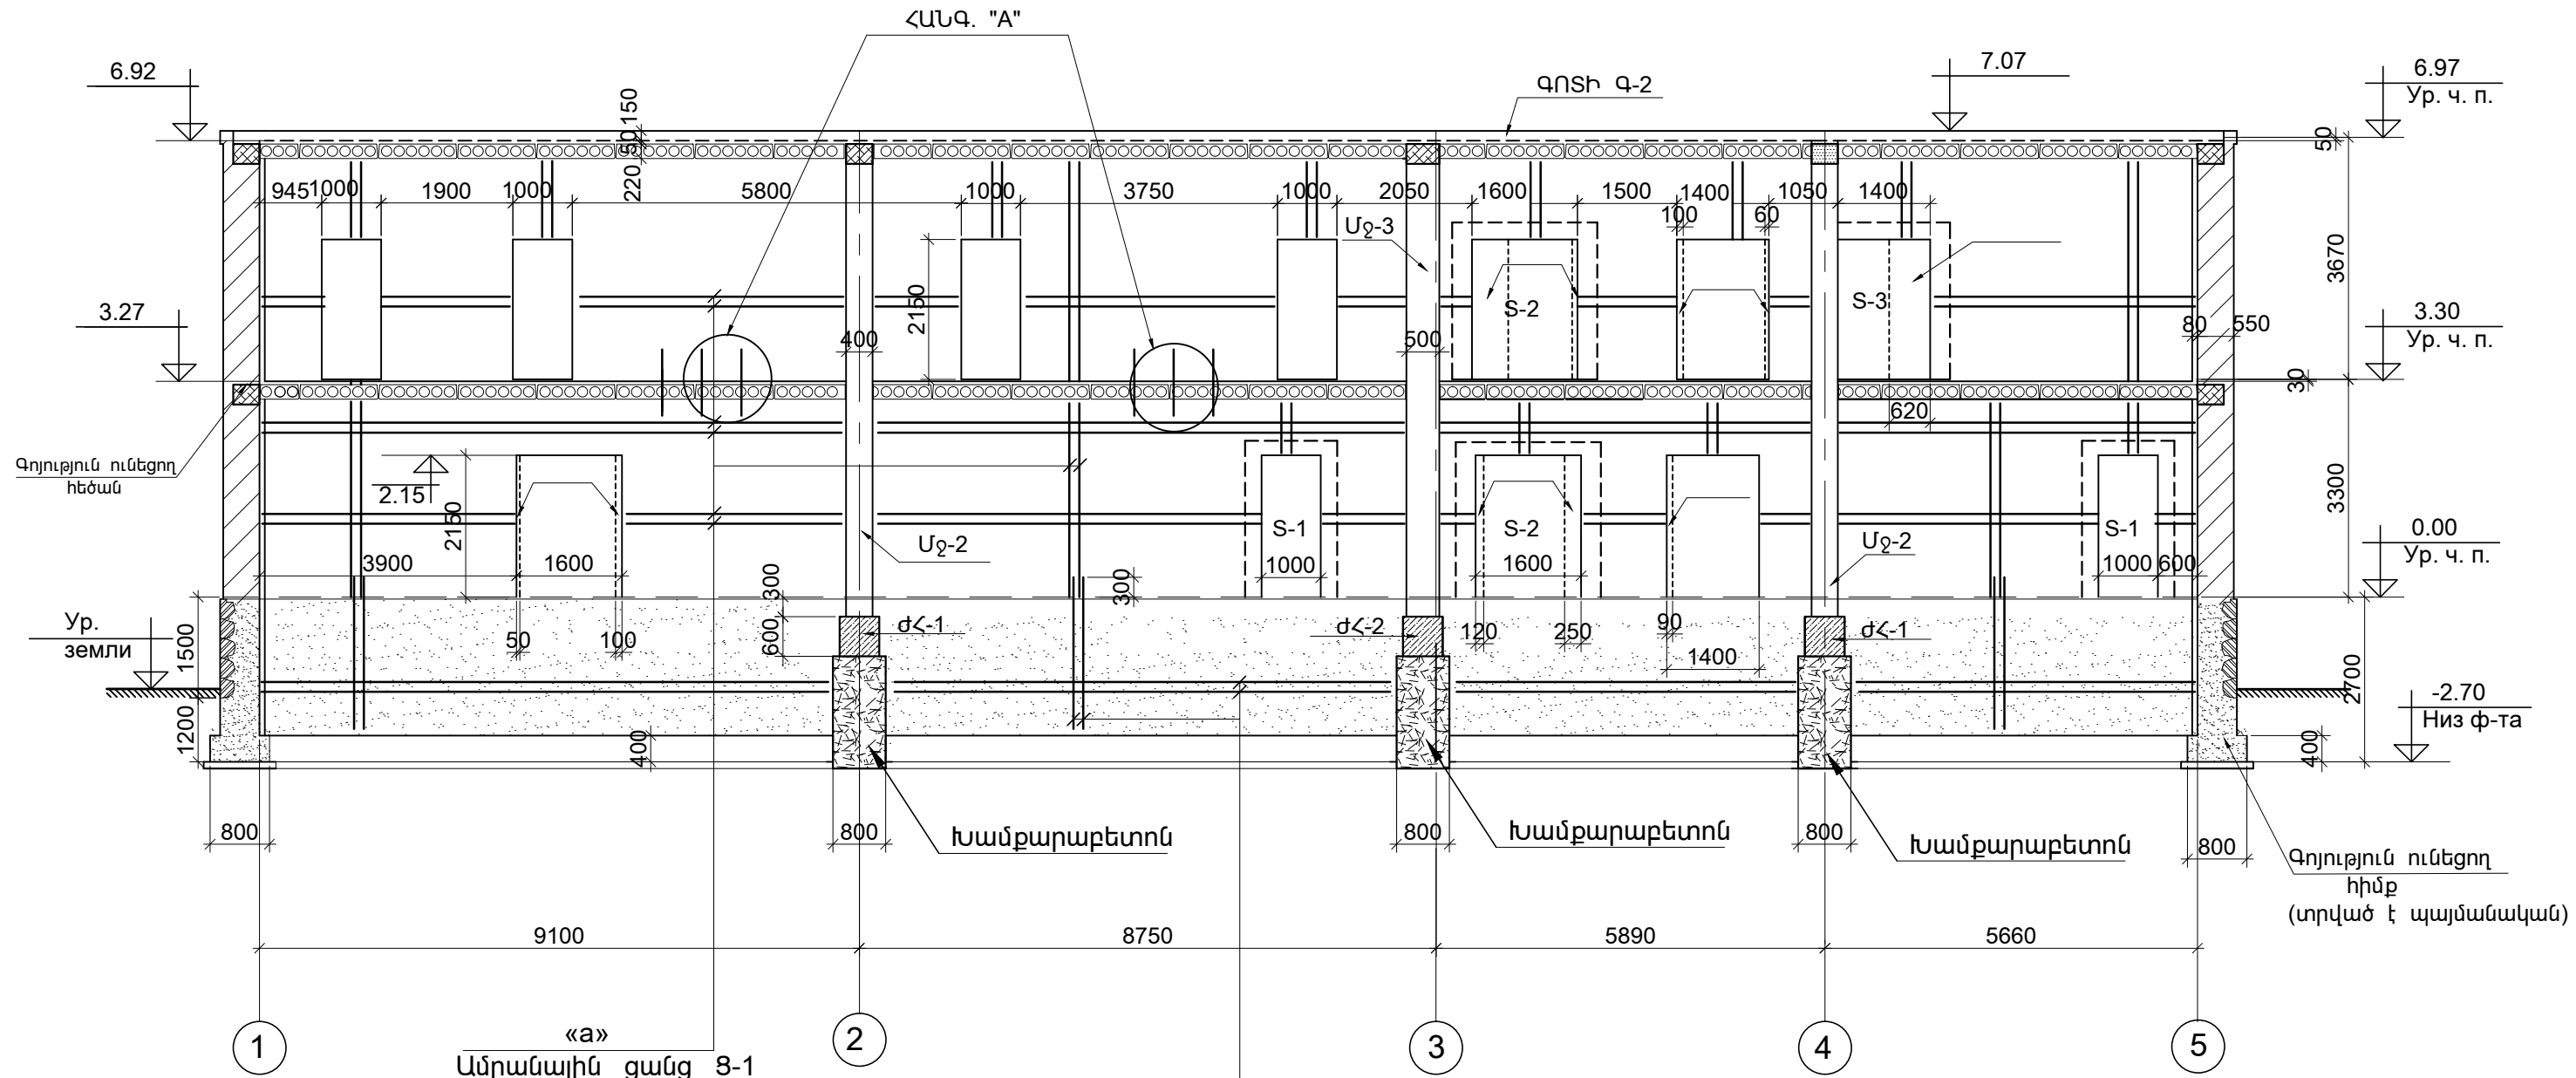 ՀԱՆԳ. "Ա"
6.92
7.07
6.97
Ур. ч. п.
ԳՈՏԻ Գ-2
150
50
220
50
945
1000
1900
1000
5800
1000
3750
1000
2050
1600
1500
1400
1050
1400
100
60
Մջ-3
3670
2150
S-2
S-3
3.27
400
500
80
550
3.30
Ур. ч. п.
30
620
Գոյություն ունեցող
հեծան
2.15
2150
3300
S-1
S-2
S-1
0.00
Ур. ч. п.
Մջ-2
Մջ-2
3900
1600
1000
1600
1000
600
300
300
Ур.
земли
1500
50
100
600
ԺՀ-1
ԺՀ-2
120
250
90
ԺՀ-1
1400
2700
-2.70
Низ ф-та
1200
400
400
800
800
Խամքարաբետոն
800
Խամքարաբետոն
800
Խամքարաբետոն
800
Գոյություն ունեցող
հիմք
(տրված է պայմանական)
9100
8750
5890
5660
1
2
3
4
5
«a»
Ամրանային ցանց Ց-1